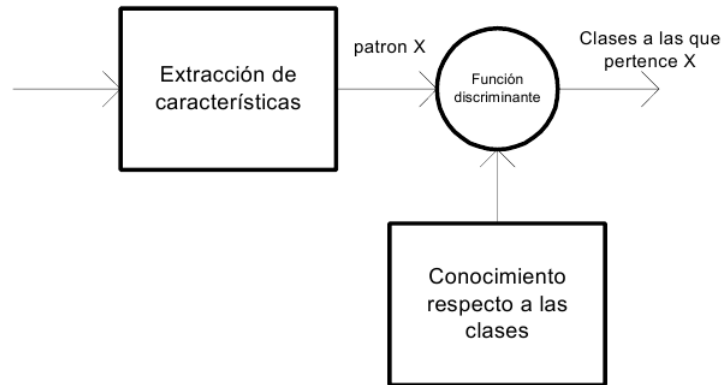 Extracción de
características
patron X
Función
discriminante
Clases a las que
pertence X
Conocimiento
respecto a las
clases